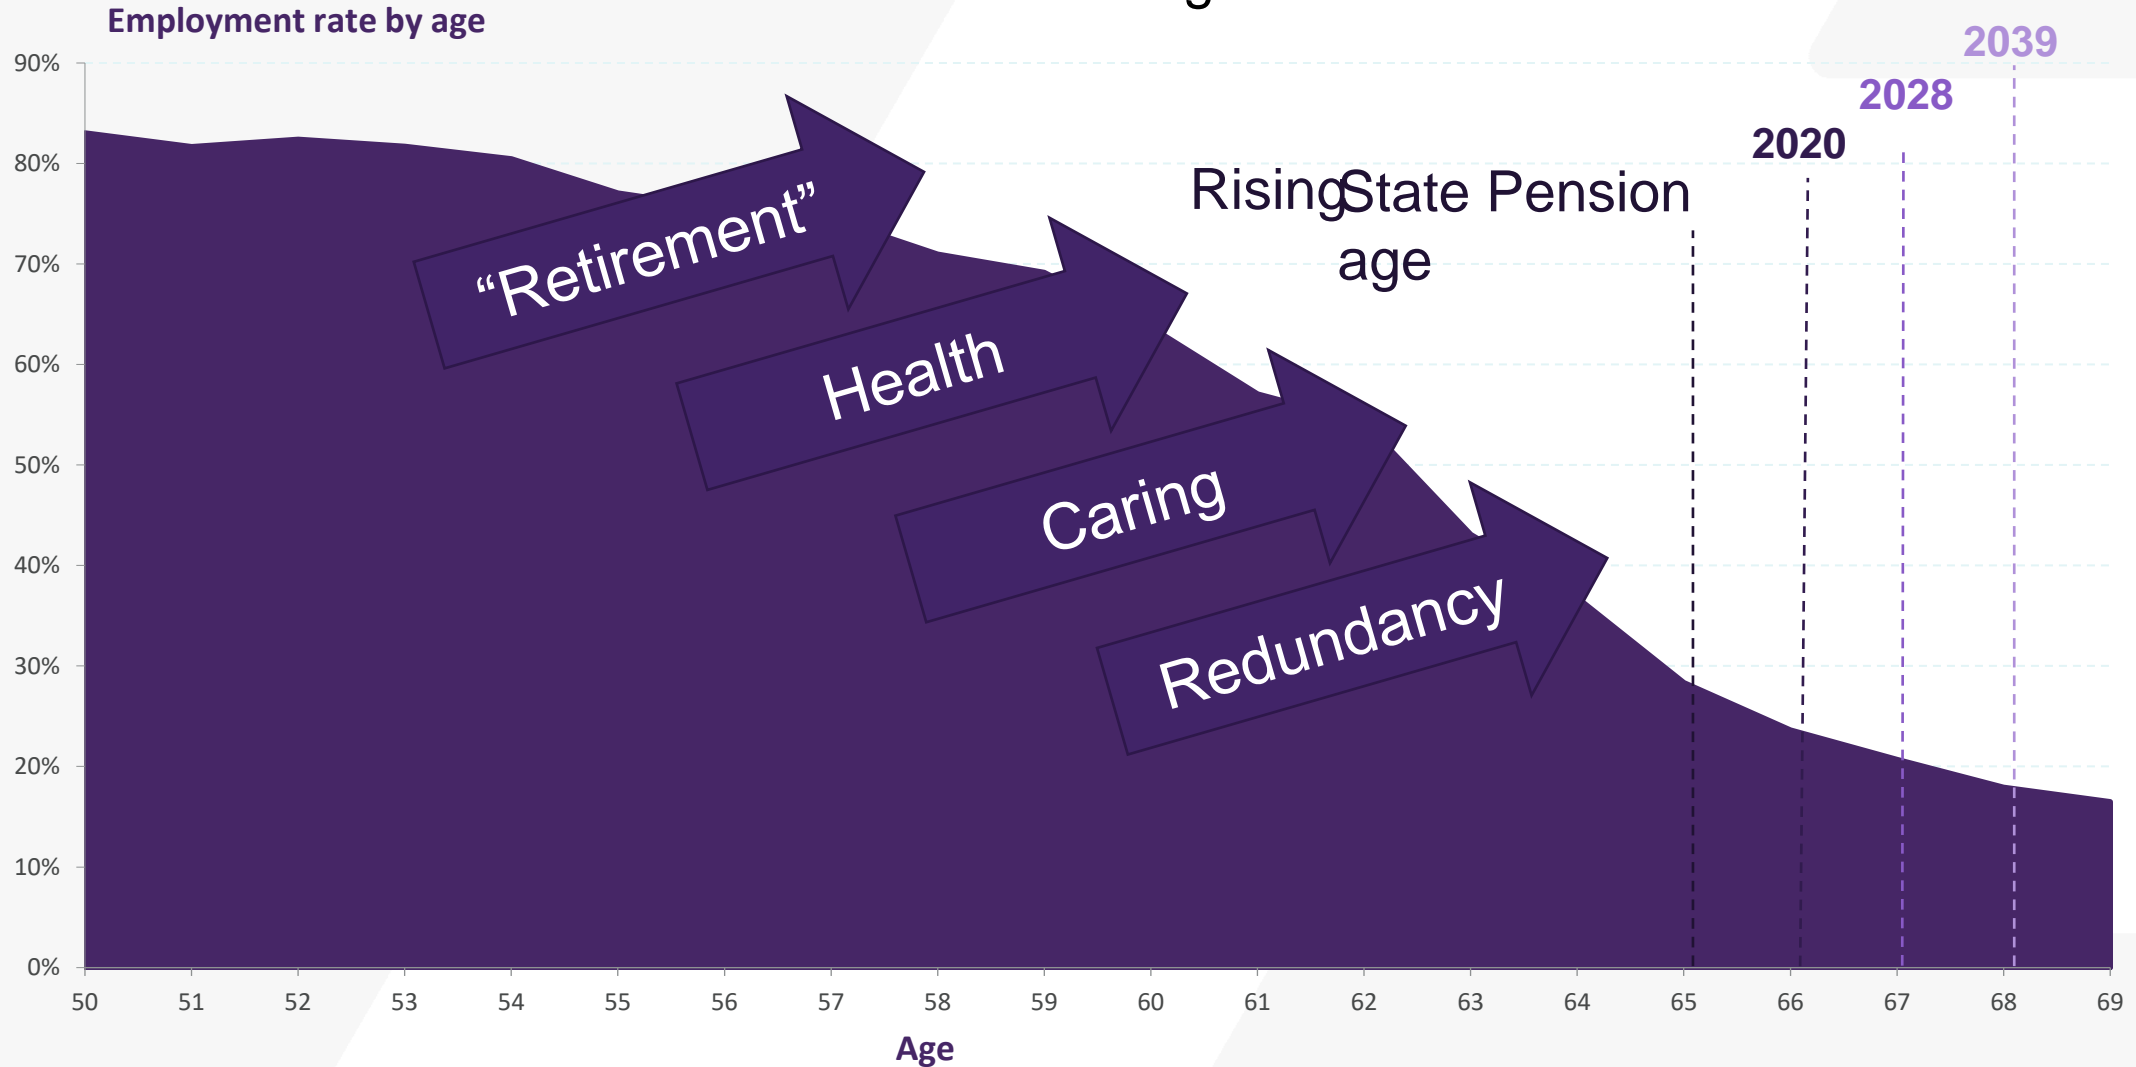 Employment rate by age
2039
90%
2028
2020
80%
Rising State Pension
age
“Retirement”
70%
Health
60%
50%
Caring
40%
Redundancy
30%
20%
10%
0%
50 51 52 53 54 55 56 57 58 59 60 61 62 63 64 65 66 67 68 69
Age